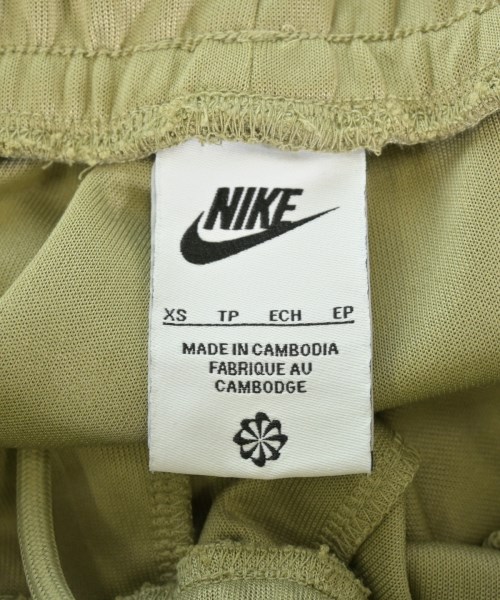 NIKE
XS TP ECH EP
MADE IN CAMBODIA
FABRIQUE AU
CAMBODGE